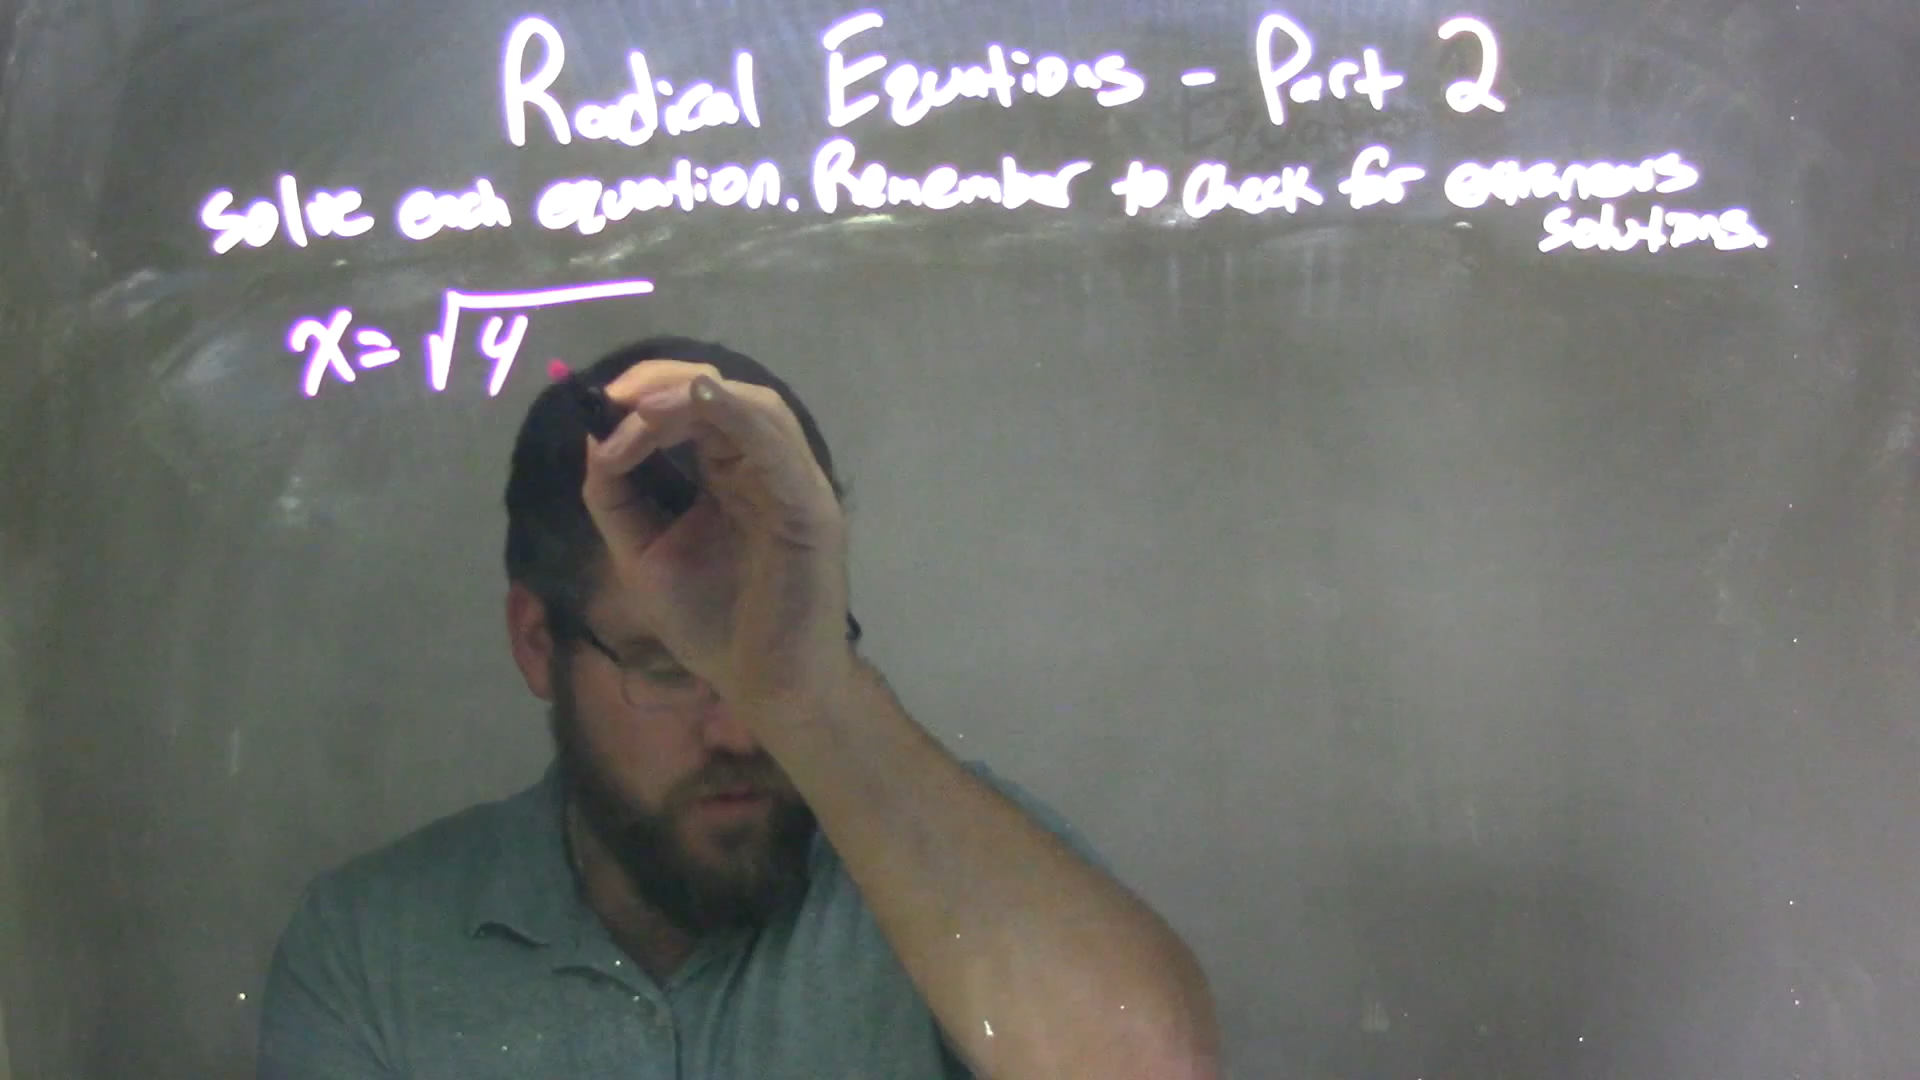 Radical Equations - Part 2
Solve each equation. Remember to check for extraneous
solutions.
x = √4